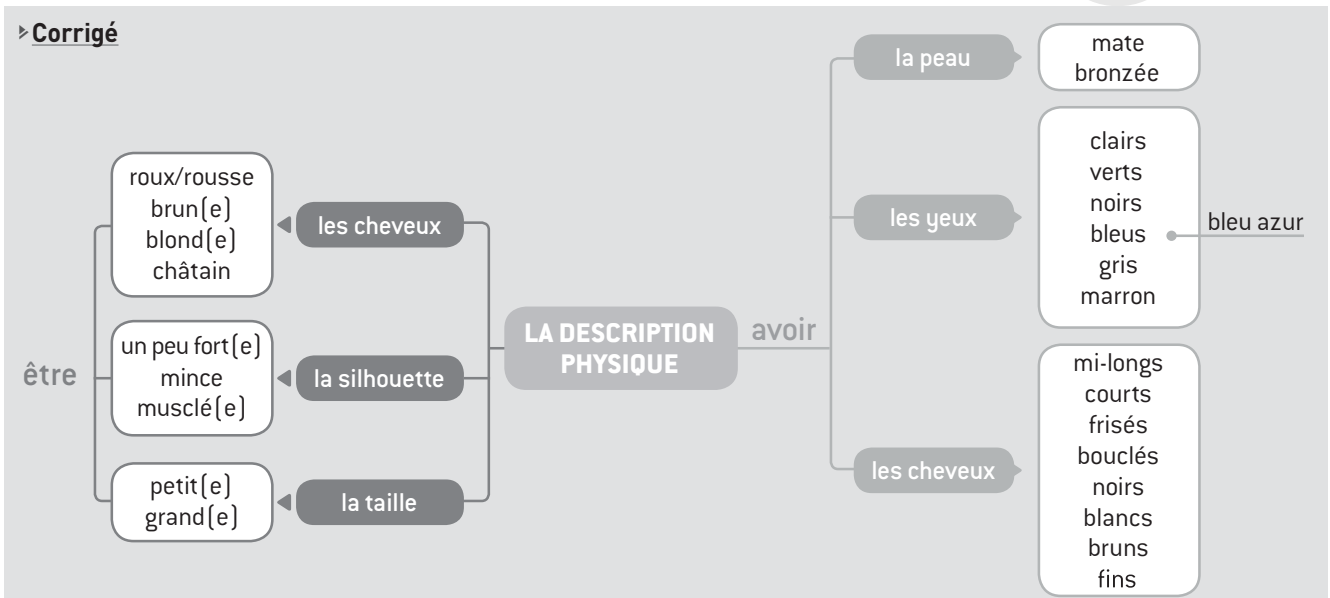 Corrigé
être
roux/rousse
brun(e)
blond(e)
châtain
les cheveux
un peu fort(e)
mince
musclé(e)
la silhouette
petit(e)
grand(e)
la taille
LA DESCRIPTION
PHYSIQUE
avoir
la peau
mate
bronzée
les yeux
clairs
verts
noirs
bleus
gris
marron
bleu azur
les cheveux
mi-longs
courts
frisés
bouclés
noirs
blancs
bruns
fins